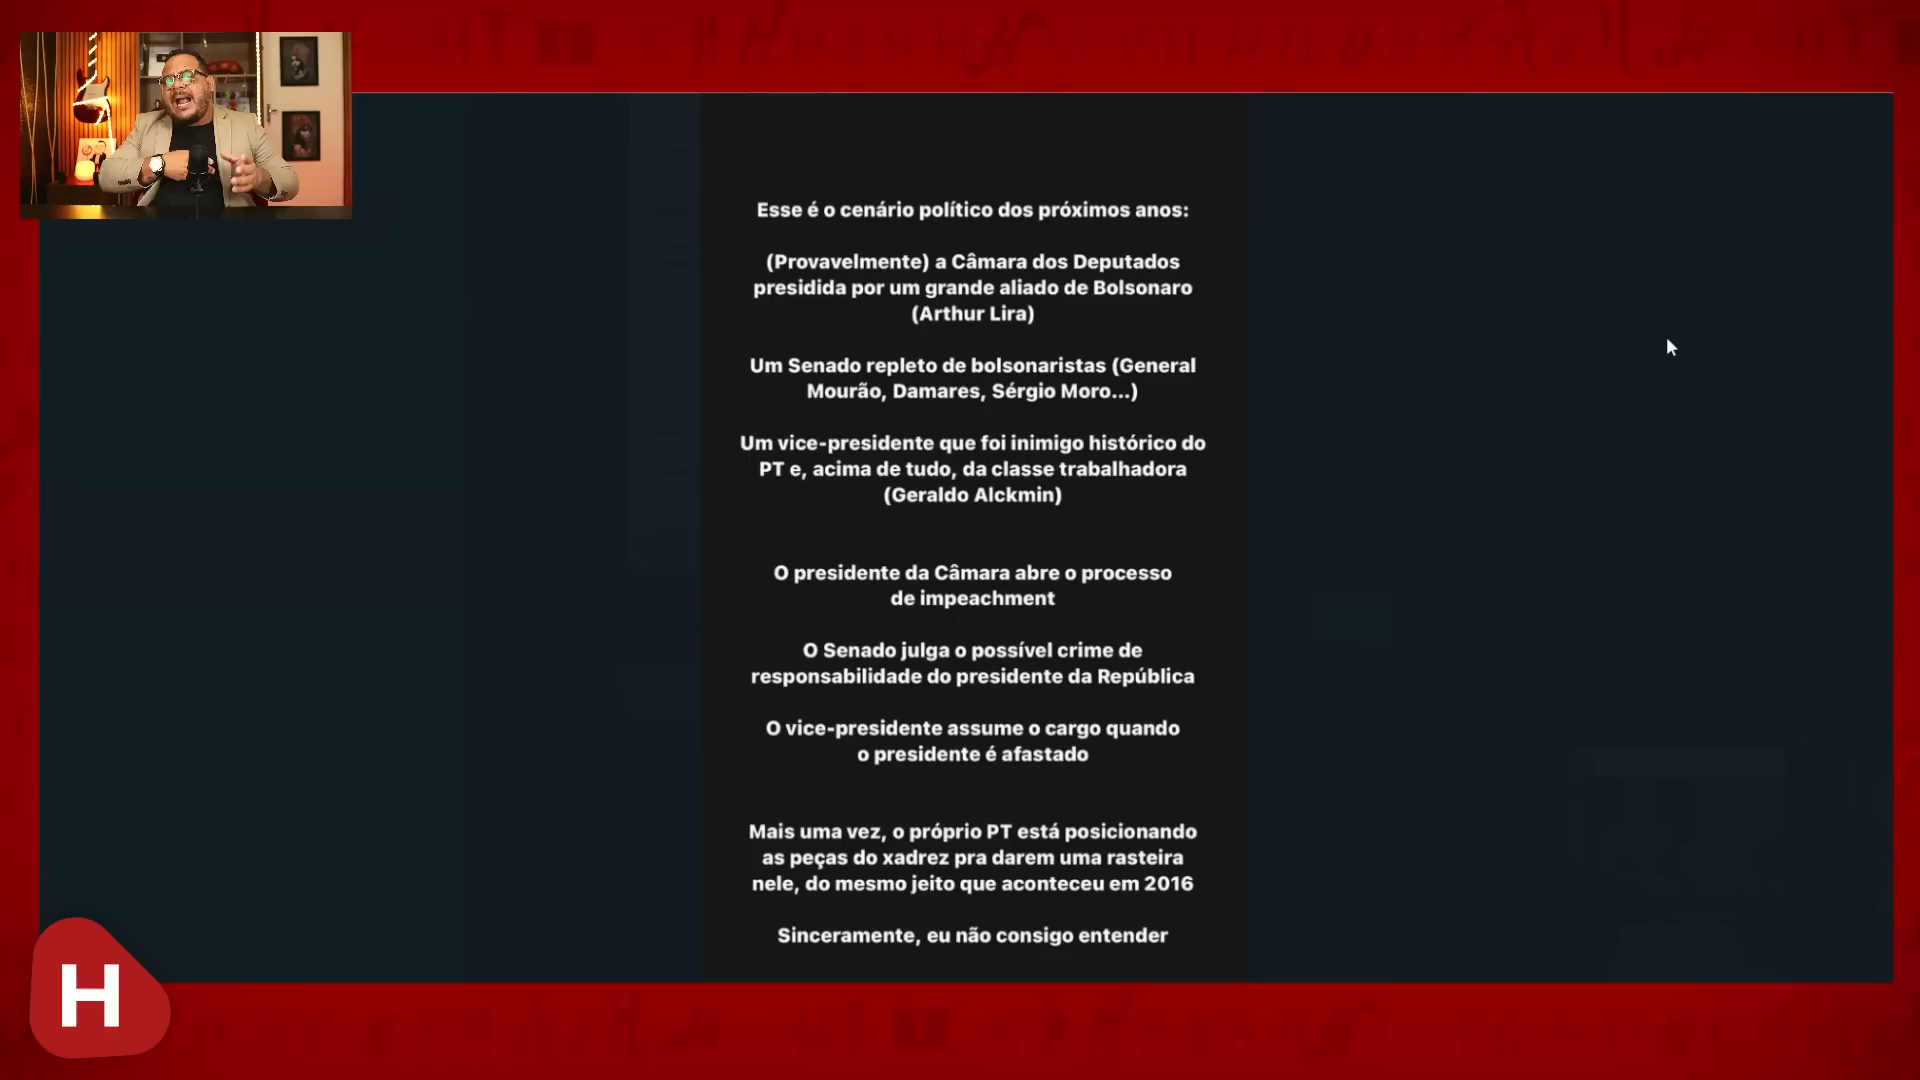 Esse é o cenário político dos próximos anos:
(Provavelmente) a Câmara dos Deputados
presidida por um grande aliado de Bolsonaro
(Arthur Lira)
Um Senado repleto de bolsonaristas (General
Mourão, Damares, Sérgio Moro...)
Um vice-presidente que foi inimigo histórico do
PT e, acima de tudo, da classe trabalhadora
(Geraldo Alckmin)
O presidente da Câmara abre o processo
de impeachment
O Senado julga o possível crime de
responsabilidade do presidente da República
O vice-presidente assume o cargo quando
o presidente é afastado
Mais uma vez, o próprio PT está posicionando
as peças do xadrez pra darem uma rasteira
nele, do mesmo jeito que aconteceu em 2016
Sinceramente, eu não consigo entender
H